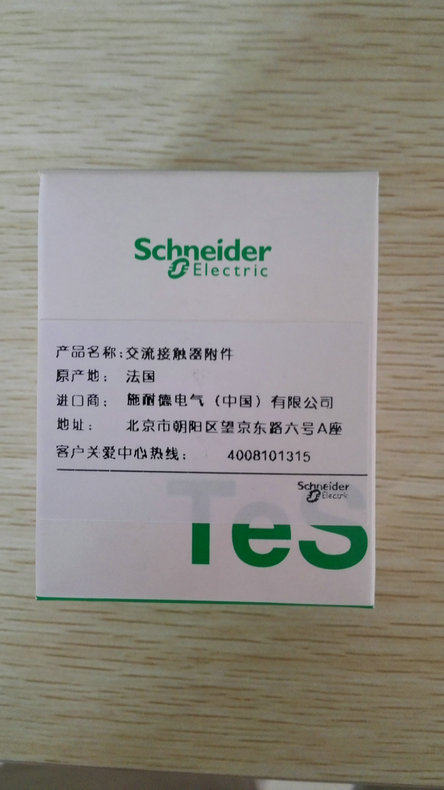 Schneider
Electric
产品名称:交流接触器附件
原产地: 法国
进口商: 施耐德电气(中国)有限公司
地址: 北京市朝阳区望京东路六号A座
客户关爱中心热线: 4008101315
Schneider
Electric
TeS